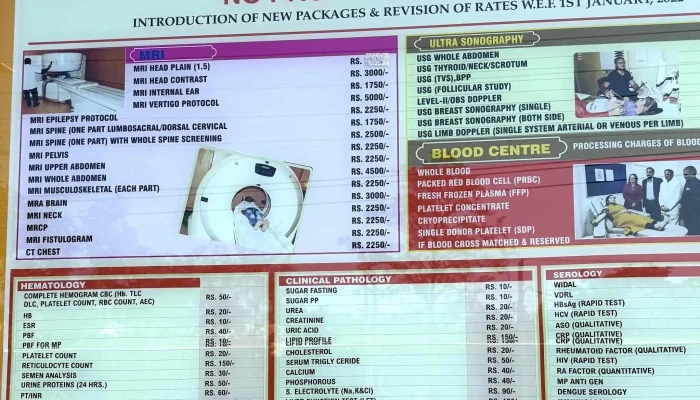 INTRODUCTION OF NEW PACKAGES & REVISION OF RATES W.E.F. 1ST JANUARY, 2022
MRI
RS.
MRI HEAD PLAIN (1.5)
RS. 3000/-
MRI HEAD CONTRAST
RS. 1750/-
MRI INTERNAL EAR
RS. 5000/-
MRI VERTIGO PROTOCOL
RS. 2250/-
MRI EPILEPSY PROTOCOL
RS. 1750/-
MRI SPINE (ONE PART LUMBOSACRAL/DORSAL CERVICAL
RS. 2500/-
MRI SPINE (ONE PART) WITH WHOLE SPINE SCREENING
RS. 2250/-
MRI PELVIS
RS. 2250/-
MRI UPPER ABDOMEN
RS. 4500/-
MRI WHOLE ABDOMEN
RS. 2250/-
MRI MUSCULOSKELETAL (EACH PART)
RS. 3000/-
MRA BRAIN
RS. 2250/-
MRI NECK
RS. 2250/-
MRCP
RS. 2250/-
MRI FISTULOGRAM
RS. 2250/-
CT CHEST
ULTRA SONOGRAPHY
USG WHOLE ABDOMEN
USG THYROID/NECK/SCROTUM
USG (TVS),BPP
USG (FOLLICULAR STUDY)
LEVEL-II/OBS DOPPLER
USG BREAST SONOGRAPHY (SINGLE)
USG BREAST SONOGRAPHY (BOTH SIDE)
USG LIMB DOPPLER (SINGLE SYSTEM ARTERIAL OR VENOUS PER LIMB)
BLOOD CENTRE PROCESSING CHARGES OF BLOOD
WHOLE BLOOD
PACKED RED BLOOD CELL (PRBC)
FRESH FROZEN PLASMA (FFP)
PLATELET CONCENTRATE
CRYOPRECIPITATE
SINGLE DONOR PLATELET (SDP)
IF BLOOD CROSS MATCHED & RESERVED
HEMATOLOGY
COMPLETE HEMOGRAM CBC (Hb. TLC RS. 50/-
DLC, PLATELET COUNT, RBC COUNT, AEC)
HB RS. 20/-
ESR RS. 10/-
PBF RS. 40/-
PBF FOR MP RS. 10/-
PLATELET COUNT RS. 20/-
RETICULOCYTE COUNT RS. 150/-
SEMEN ANALYSIS RS. 30/-
URINE PROTEINS (24 HRS.) RS. 50/-
PT/INR RS. 60/-
CLINICAL PATHOLOGY
SUGAR FASTING RS. 10/-
SUGAR PP RS. 10/-
UREA RS. 20/-
CREATININE RS. 20/-
URIC ACID RS. 20/-
LIPID PROFILE RS. 150/-
CHOLESTEROL RS. 20/-
SERUM TRIGLY CERIDE RS. 50/-
CALCIUM RS. 40/-
PHOSPHOROUS RS. 40/-
S. ELECTROLYTE (Na,K&Cl) RS. 90/-
SEROLOGY
WIDAL
VDRL
HBsAg (RAPID TEST)
HCV (RAPID TEST)
ASO (QUALITATIVE)
CRP (QUALITATIVE)
RHEUMATOID FACTOR (QUALITATIVE)
HIV (RAPID TEST)
RA FACTOR (QUANTITATIVE)
MP ANTI GEN
DENGUE SEROLOGY